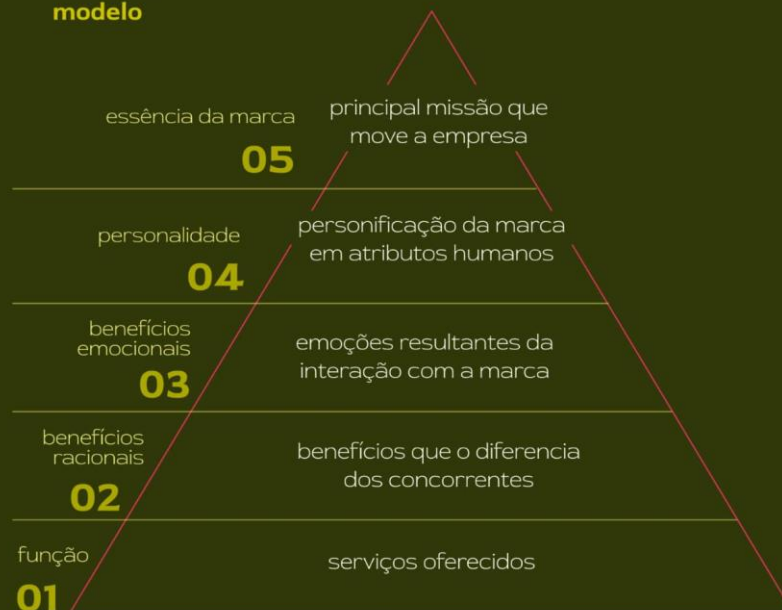 modelo
essência da marca
05
principal missão que
move a empresa
personalidade
04
personificação da marca
em atributos humanos
benefícios
emocionais
03
emoções resultantes da
interação com a marca
benefícios
racionais
02
benefícios que o diferencia
dos concorrentes
função
01
serviços oferecidos